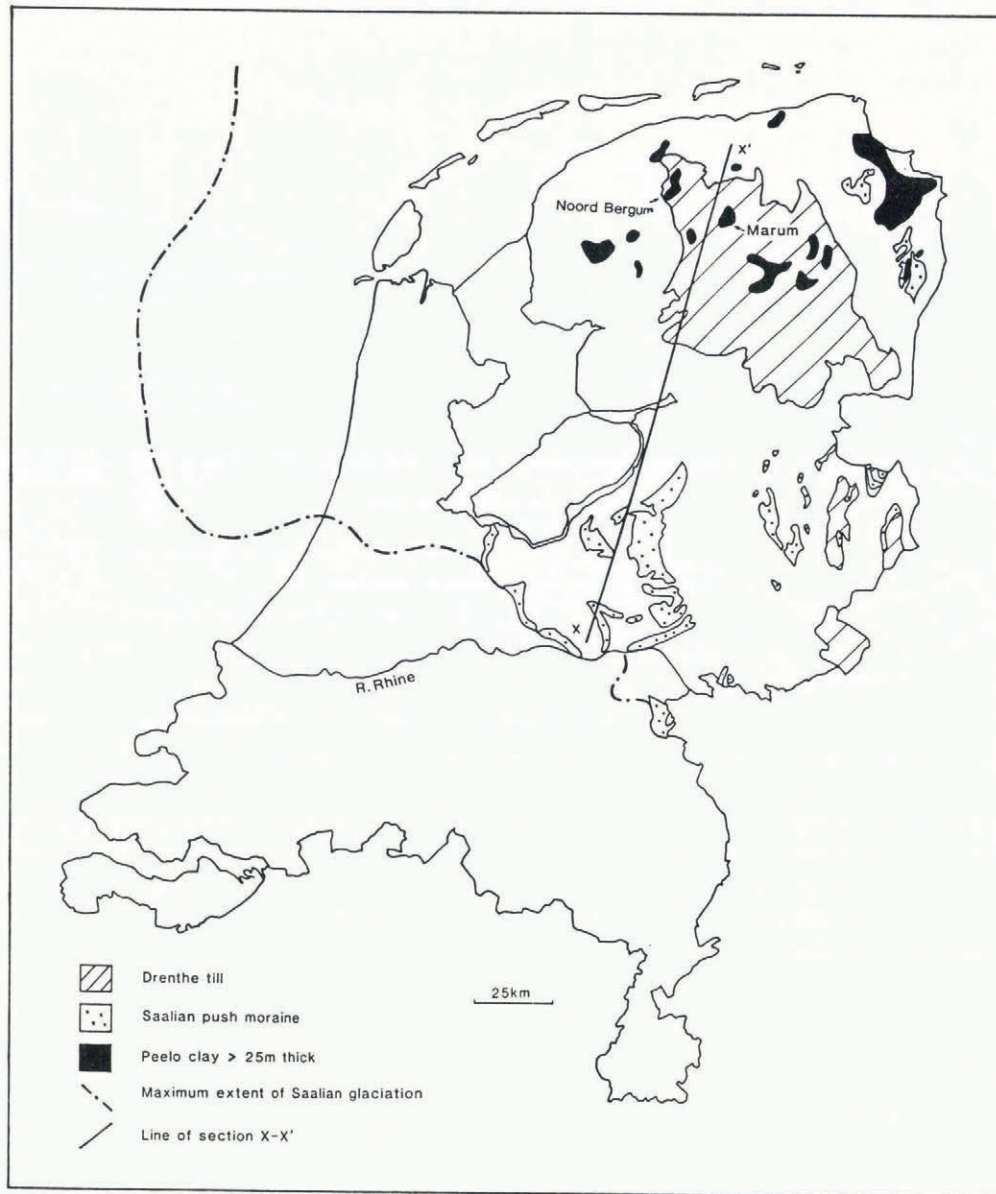 X'
Noord Bergum
Marum
X
R. Rhine
Drenthe till
25km
Saalian push moraine
Peelo clay > 25m thick
Maximum extent of Saalian glaciation
Line of section X-X'